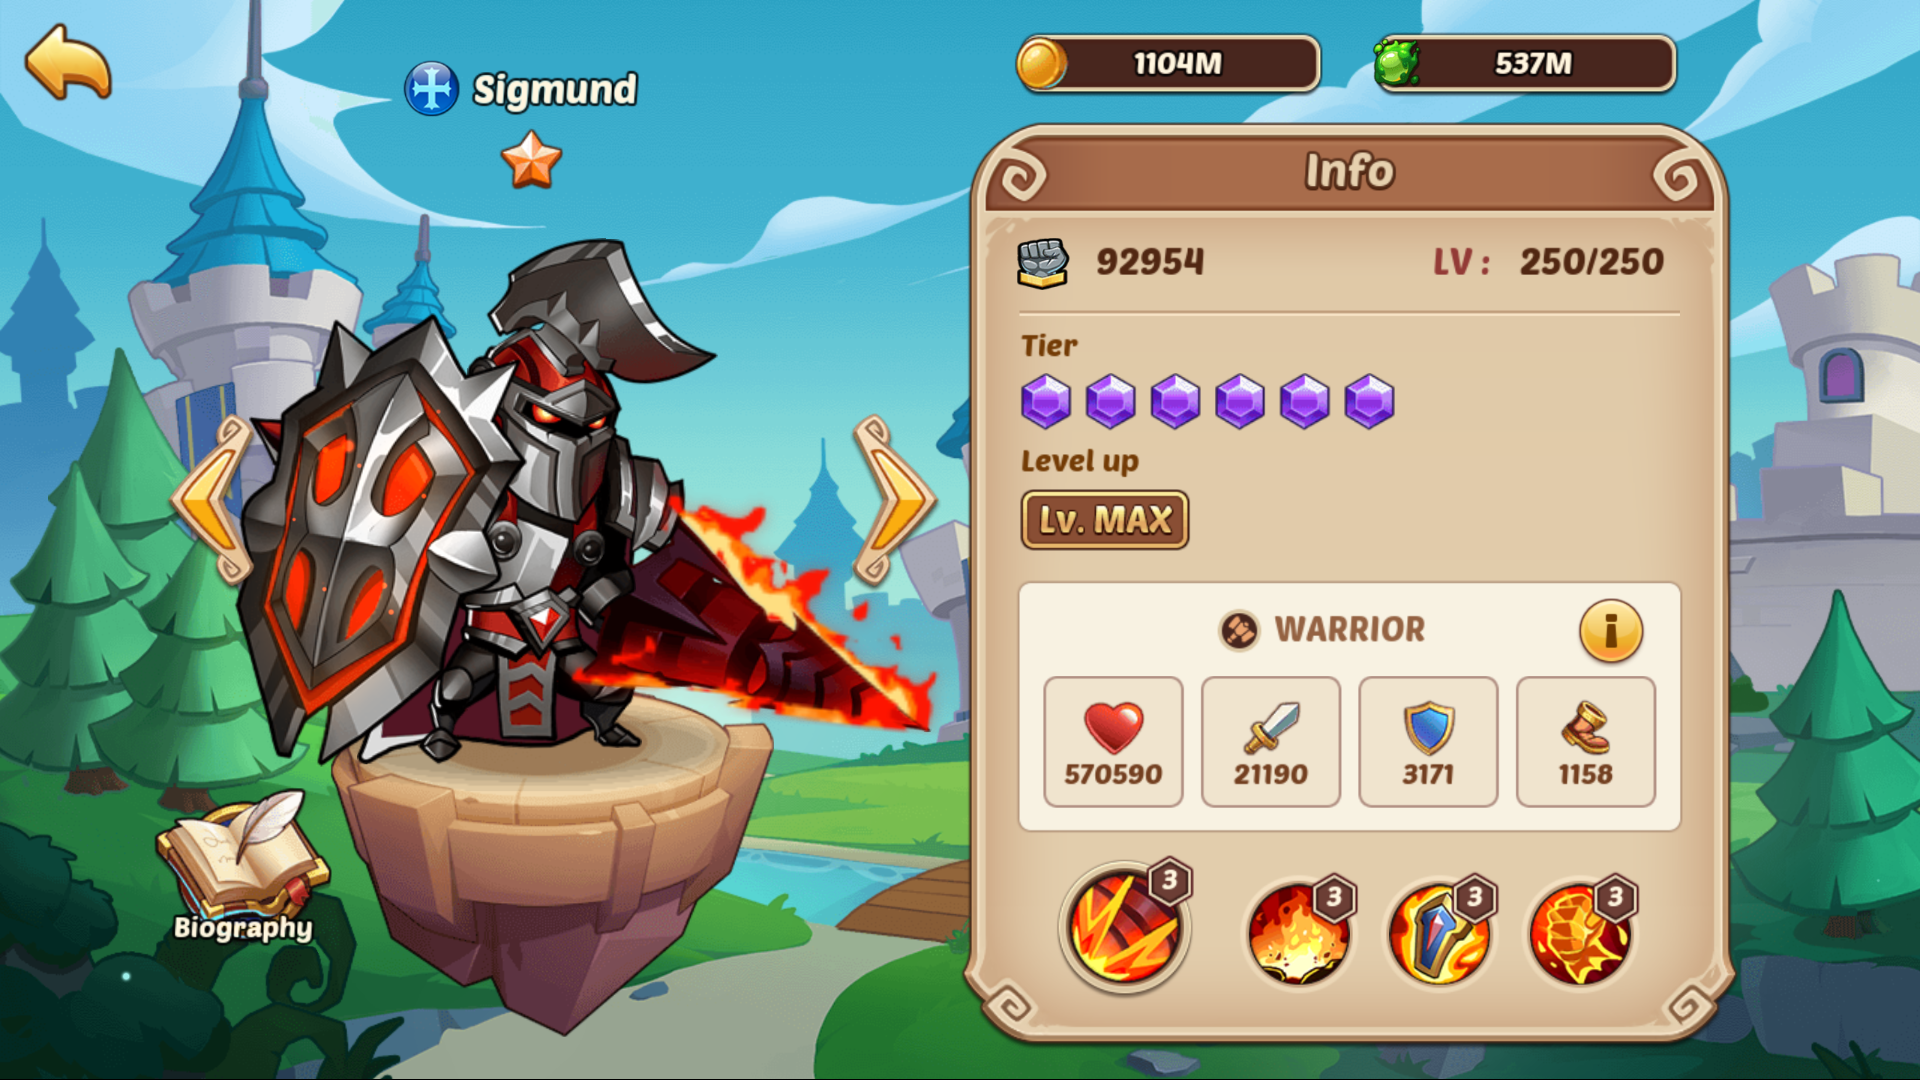 Sigmund
1104M
537M
Info
92954
LV : 250/250
Tier
Level up
Lv. MAX
WARRIOR
570590
21190
3171
1158
3
3
3
3
Biography